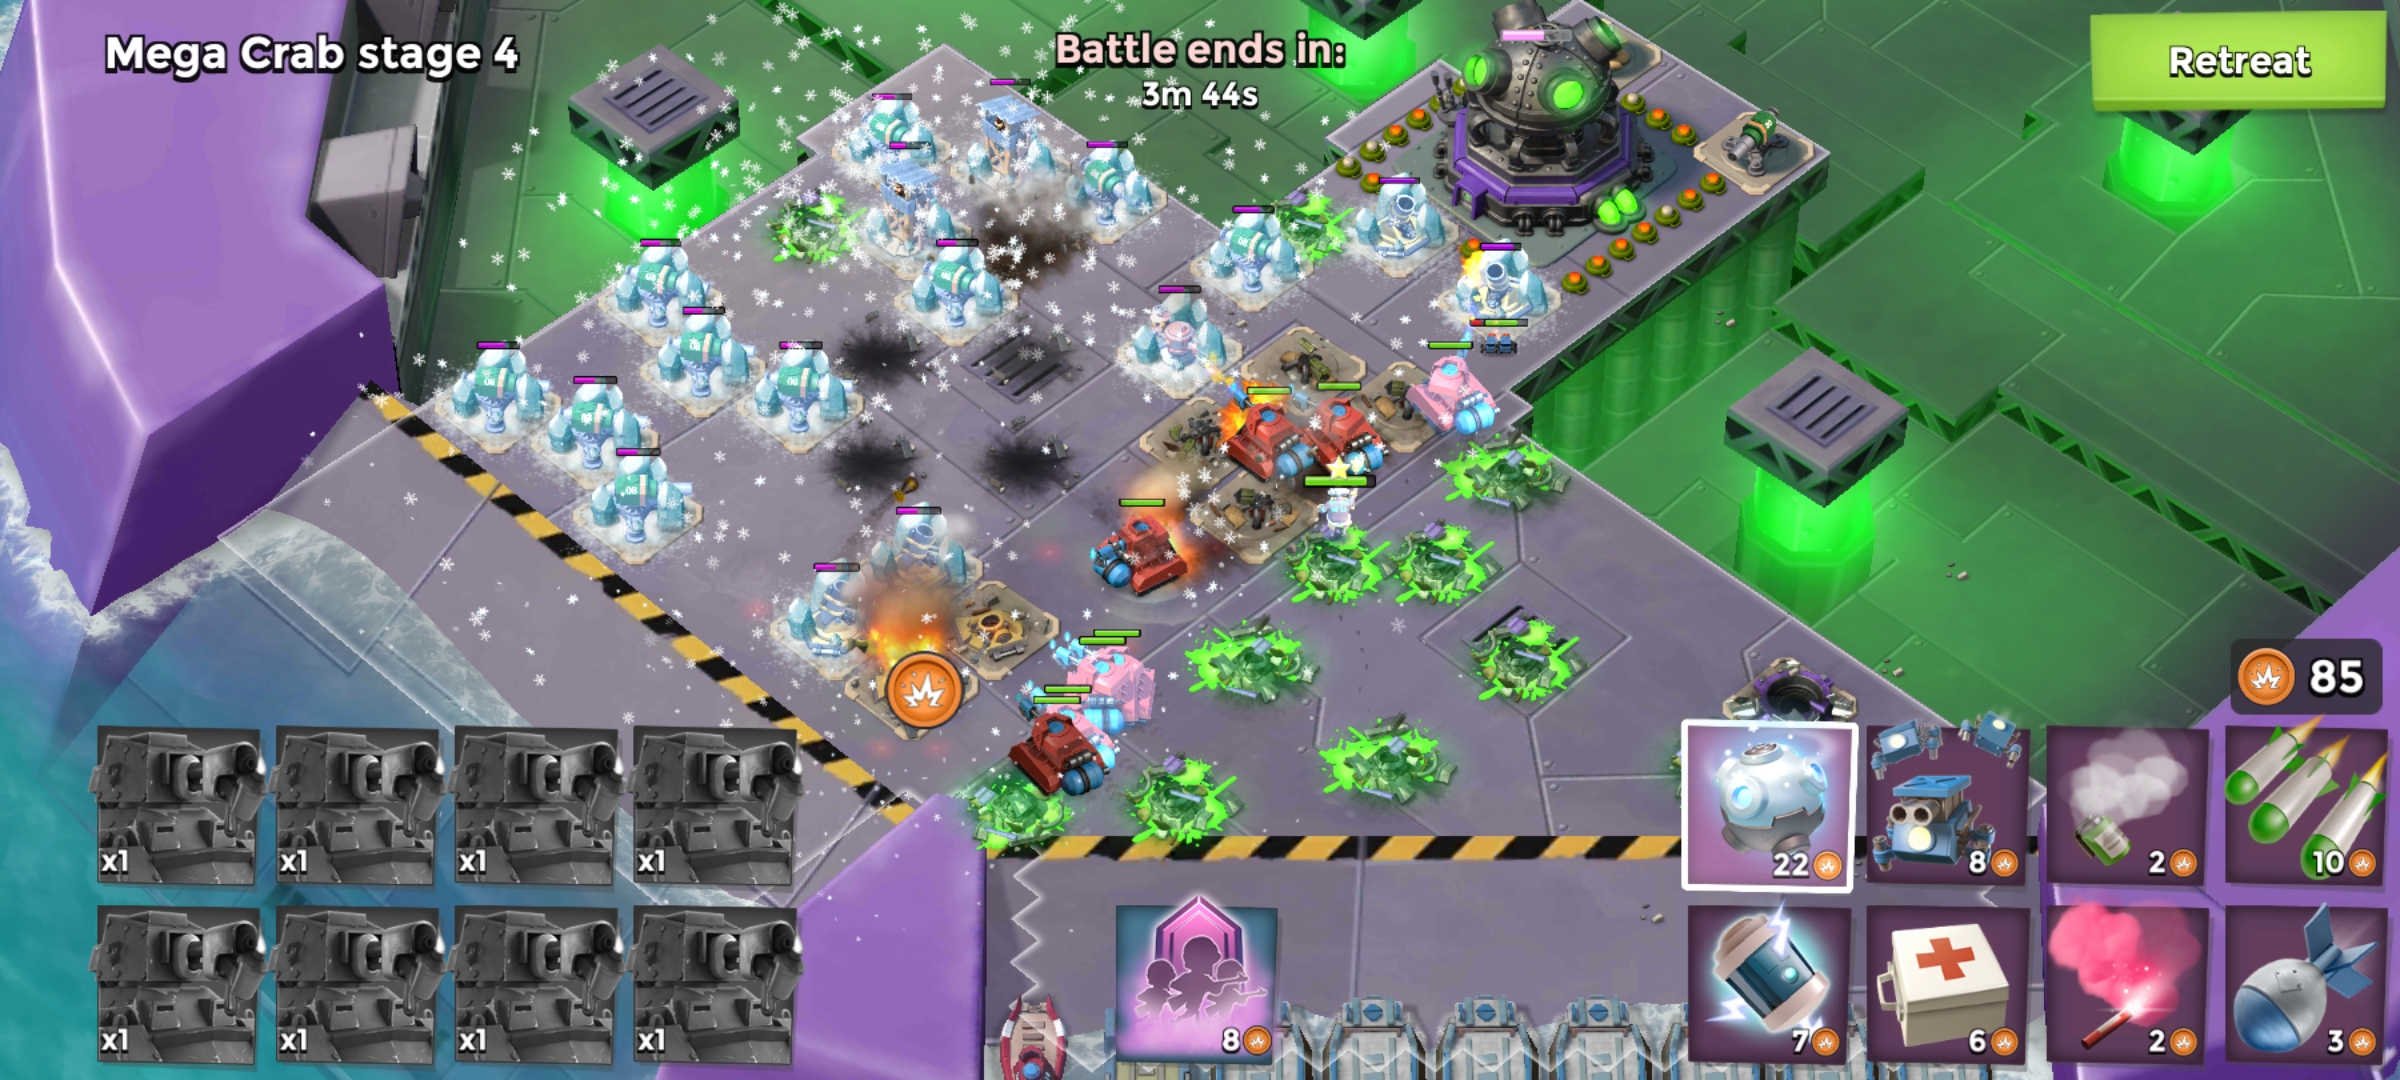 Mega Crab stage 4
Battle ends in:
3m 44s
Retreat
85
22
8
2
10
x1
x1
x1
x1
x1
x1
x1
x1
8
7
6
2
3